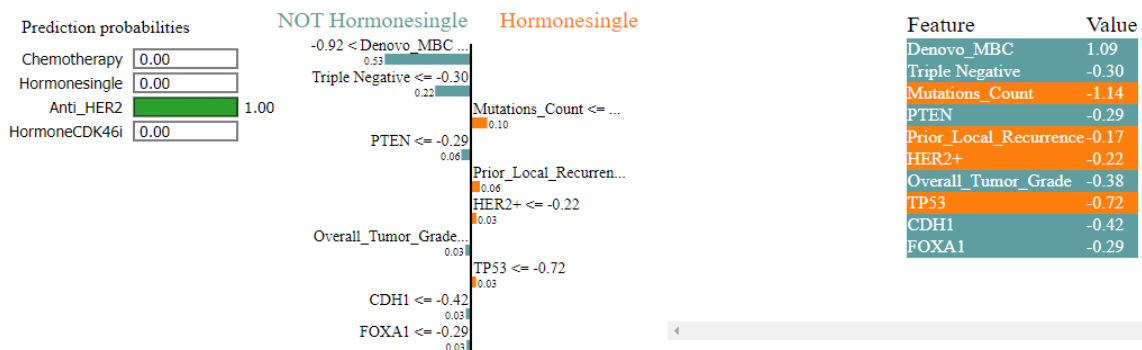 Prediction probabilities
Chemotherapy 0.00
Hormonesingle 0.00
Anti_HER2 1.00
HormoneCDK46i 0.00
NOT Hormonesingle Hormonesingle
-0.92 < Denovo_MBC ...
0.53
Triple Negative <= -0.30
0.22
Mutations_Count <= ...
0.10
PTEN <= -0.29
0.06
Prior_Local_Recurren...
0.06
HER2+ <= -0.22
0.03
Overall_Tumor_Grade...
0.03
TP53 <= -0.72
0.03
CDH1 <= -0.42
0.03
FOXA1 <= -0.29
0.03
Feature Value
Denovo_MBC 1.09
Triple Negative -0.30
Mutations_Count -1.14
PTEN -0.29
Prior_Local_Recurrence -0.17
HER2+ -0.22
Overall_Tumor_Grade -0.38
TP53 -0.72
CDH1 -0.42
FOXA1 -0.29